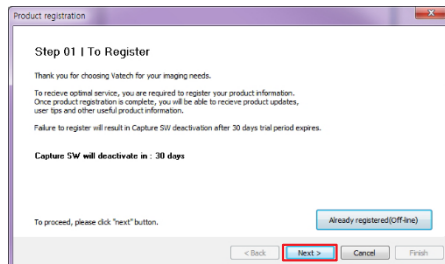 Product registration
Step 01 | To Register
Thank you for choosing Vatech for your imaging needs.
To recieve optimal service, you are required to register your product information.
Once product registration is complete, you will be able to recieve product updates,
user tips and other useful product information.
Failure to register will result in Capture SW deactivation after 30 days trial period expires.
Capture SW will deactivate in : 30 days
To proceed, please click "next" button.
Already registered(Off-line)
< Back
Next >
Cancel
Finish